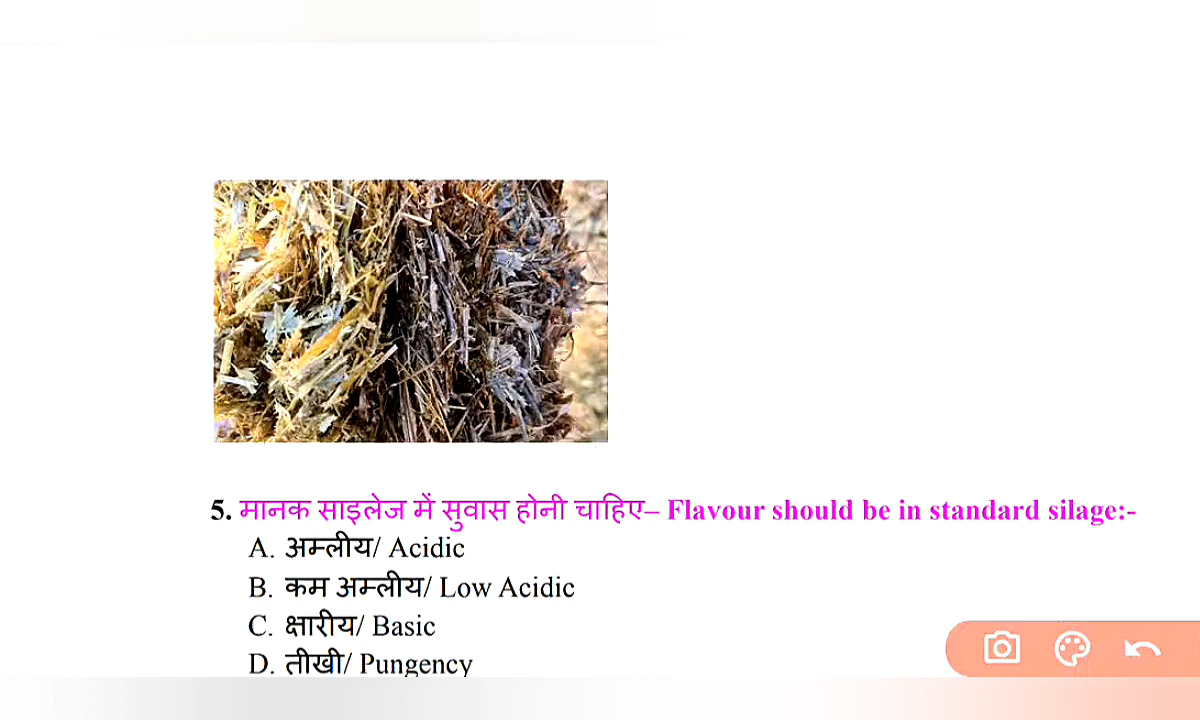 5. मानक साइलेज में सुवास होनी चाहिए– Flavour should be in standard silage:-
A. अम्लीय/ Acidic
B. कम अम्लीय/ Low Acidic
C. क्षारीय/ Basic
D. तीखी/ Pungency